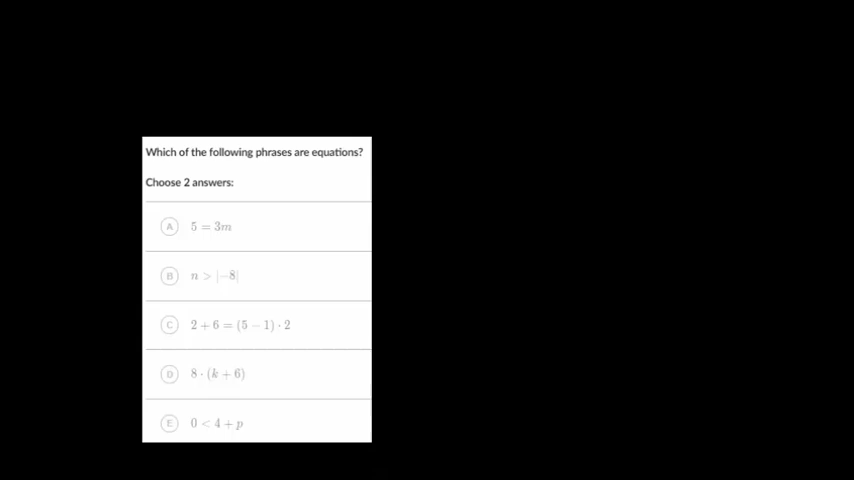 Which of the following phrases are equations?
Choose 2 answers:
A 5 = 3m
B n > |−8|
C 2 + 6 = (5 − 1) · 2
D 8 · (k + 6)
E 0 < 4 + p